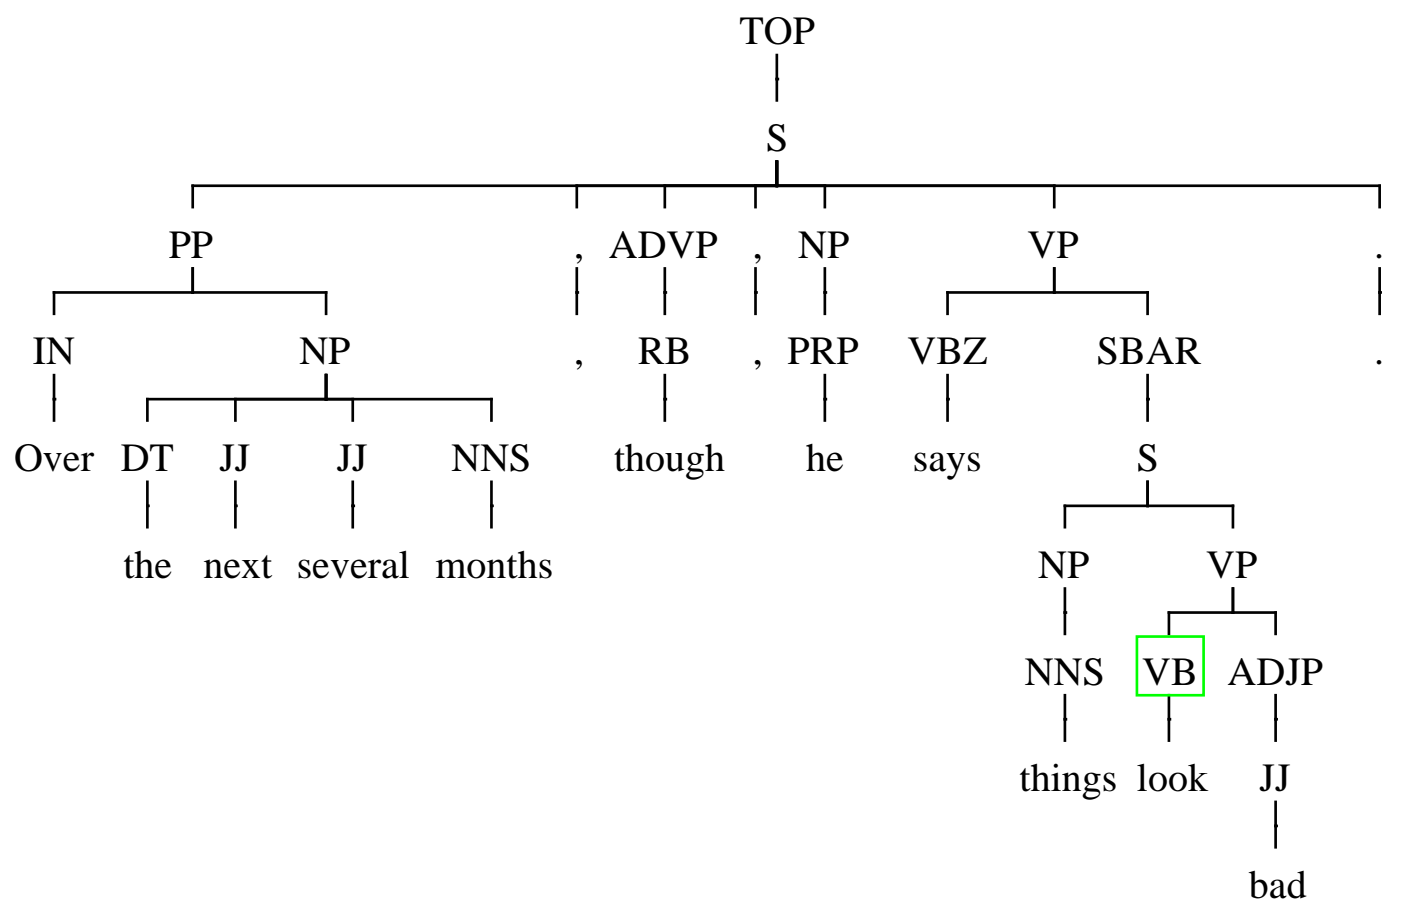 TOP
S
PP , ADVP , NP VP .
IN NP , RB , PRP VBZ SBAR .
Over DT JJ JJ NNS though he says S
the next several months NP VP
NNS VB ADJP
things look JJ
bad